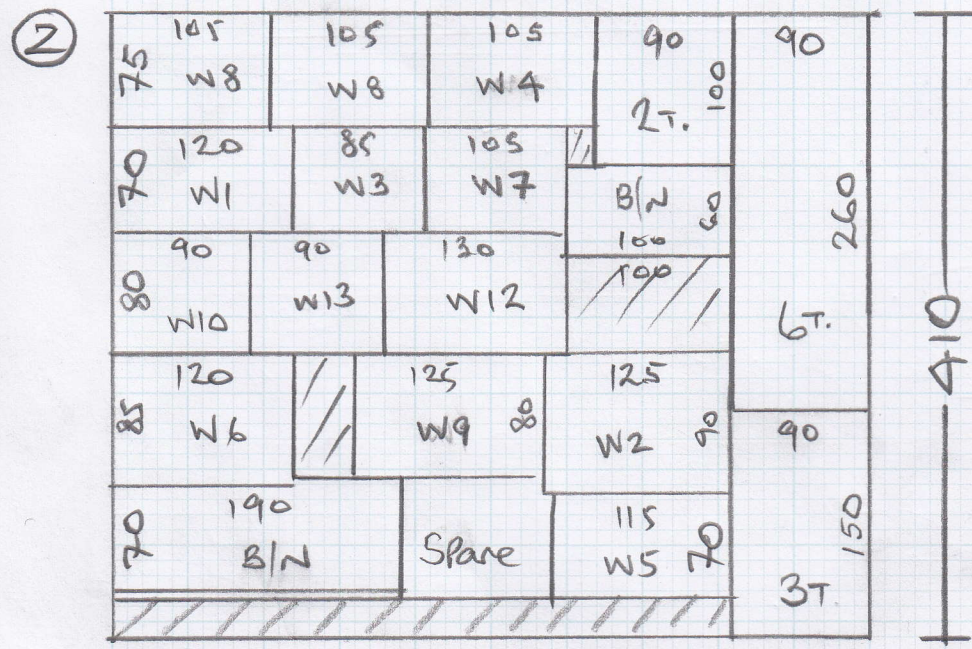 2
105 105 105 90 90
75 W8 W8 W4 2T. 100
120 85 105
70 W1 W3 W7 B/N 60
100
260
90 90 130 100
80 W10 W13 W12 6T.
410
120 125 125 90
85 W6 W9 80 W2 90
190 115 150
70 B/N Spare W5 70 3T